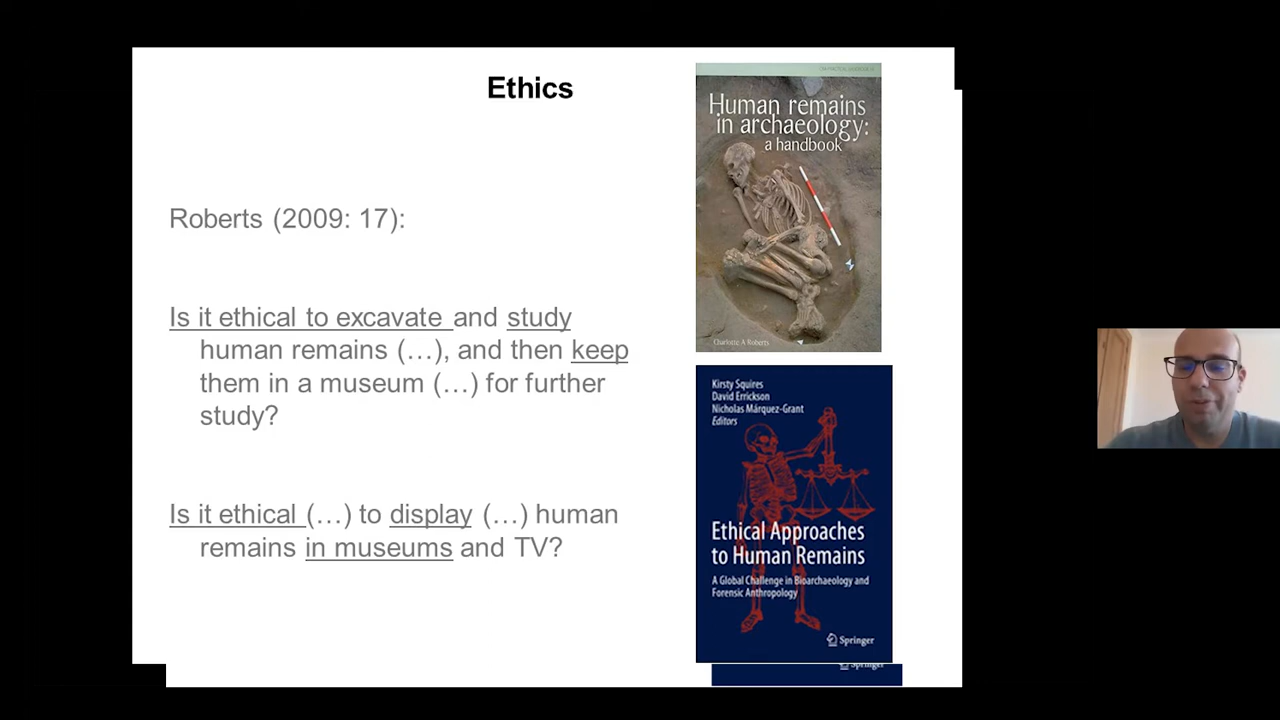 Ethics
Roberts (2009: 17):
Is it ethical to excavate and study
human remains (…), and then keep
them in a museum (…) for further
study?
Is it ethical (…) to display (…) human
remains in museums and TV?
Human remains
in archaeology:
a handbook
Charlotte A Roberts
Kirsty Squires
David Errickson
Nicholas Márquez-Grant
Editors
Ethical Approaches
to Human Remains
A Global Challenge in Bioarchaeology and
Forensic Anthropology
Springer
Springer